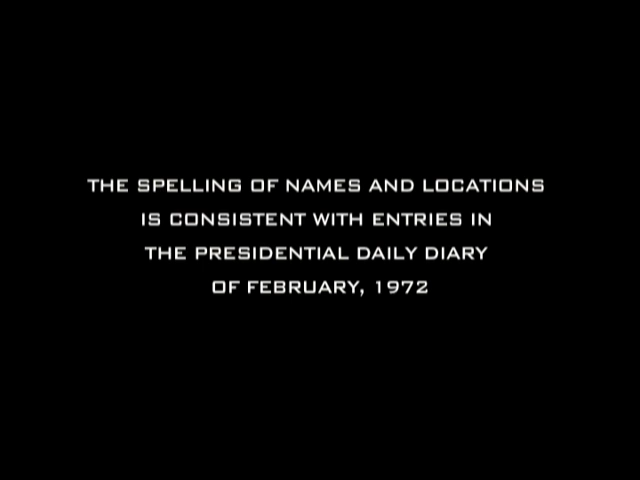 THE SPELLING OF NAMES AND LOCATIONS
IS CONSISTENT WITH ENTRIES IN
THE PRESIDENTIAL DAILY DIARY
OF FEBRUARY, 1972